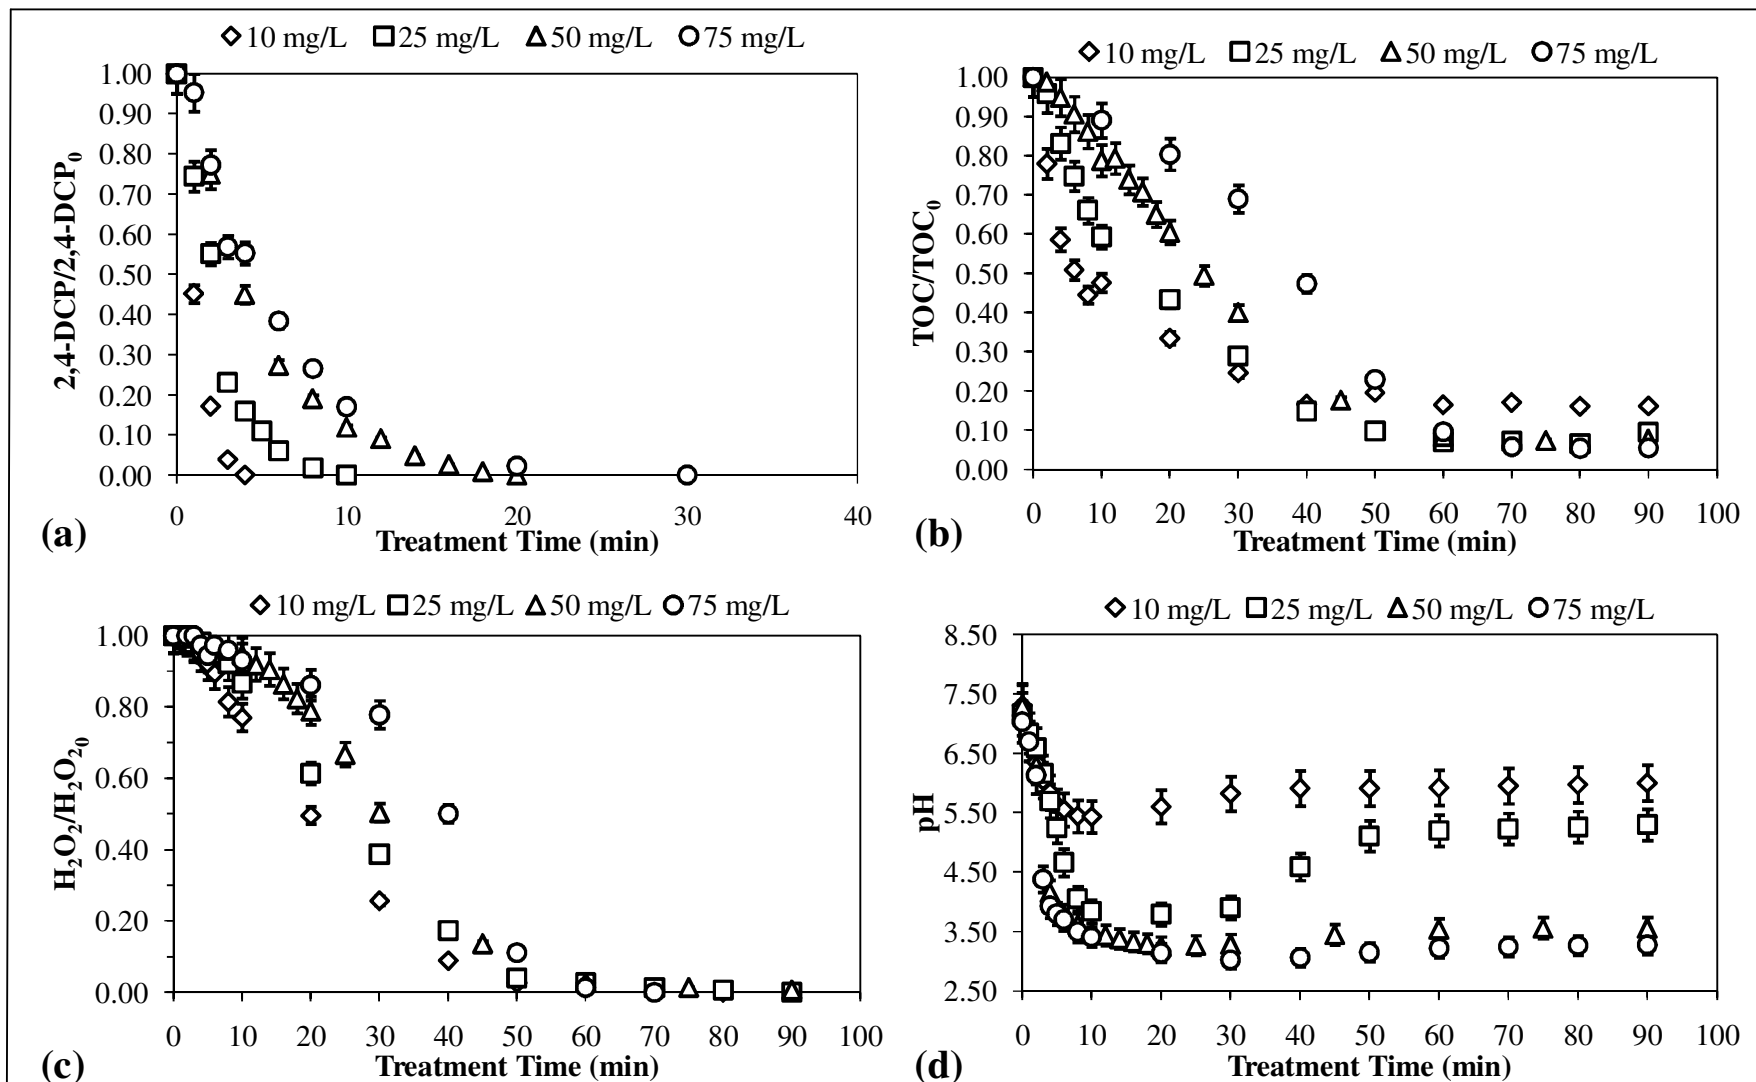 10 mg/L 25 mg/L 50 mg/L 75 mg/L
1.00
0.90
0.80
0.70
0.60
0.50
0.40
0.30
0.20
0.10
0.00
2,4-DCP/2,4-DCP₀
0 10 20 30 40
Treatment Time (min)
(a)
10 mg/L 25 mg/L 50 mg/L 75 mg/L
1.00
0.90
0.80
0.70
0.60
0.50
0.40
0.30
0.20
0.10
0.00
TOC/TOC₀
0 10 20 30 40 50 60 70 80 90 100
Treatment Time (min)
(b)
10 mg/L 25 mg/L 50 mg/L 75 mg/L
1.00
0.80
0.60
0.40
0.20
0.00
H₂O₂/H₂O₂₀
0 10 20 30 40 50 60 70 80 90 100
Treatment Time (min)
(c)
10 mg/L 25 mg/L 50 mg/L 75 mg/L
8.50
7.50
6.50
5.50
4.50
3.50
2.50
pH
0 10 20 30 40 50 60 70 80 90 100
Treatment Time (min)
(d)